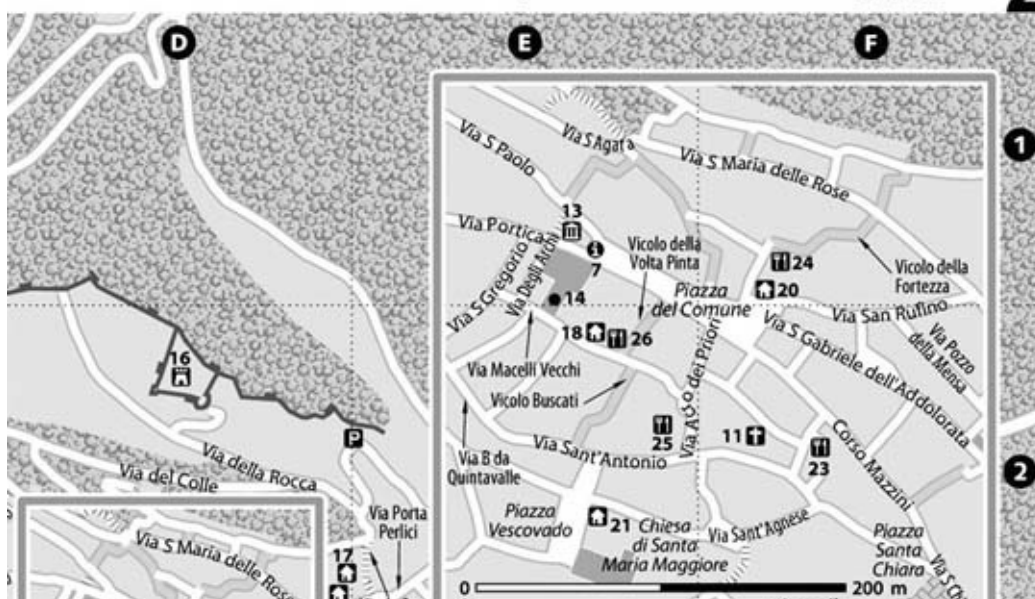 D
E
F
1
2
Via S Agata
Via S Paolo
Via S Maria delle Rose
13
Via Portica
7
Via S Gregorio
Via Degli Archi
14
Vicolo della
Volta Pinta
Piazza
del Comune
24
20
Vicolo della
Fortezza
Via San Rufino
18
26
Via Macelli Vecchi
Vicolo Buscati
Via S Gabriele dell'Addolorata
Via Pozzo
della Mensa
16
P
25
11
23
Via Sant'Antonio
Corso Mazzini
Via B da
Quintavalle
Via della Rocca
Via del Colle
Via Porta
Perlici
Piazza
Vescovado
21
Chiesa
di Santa
Maria Maggiore
Via Sant'Agnese
Piazza
Santa
Chiara
Via S Maria delle Rose
17
0
200 m